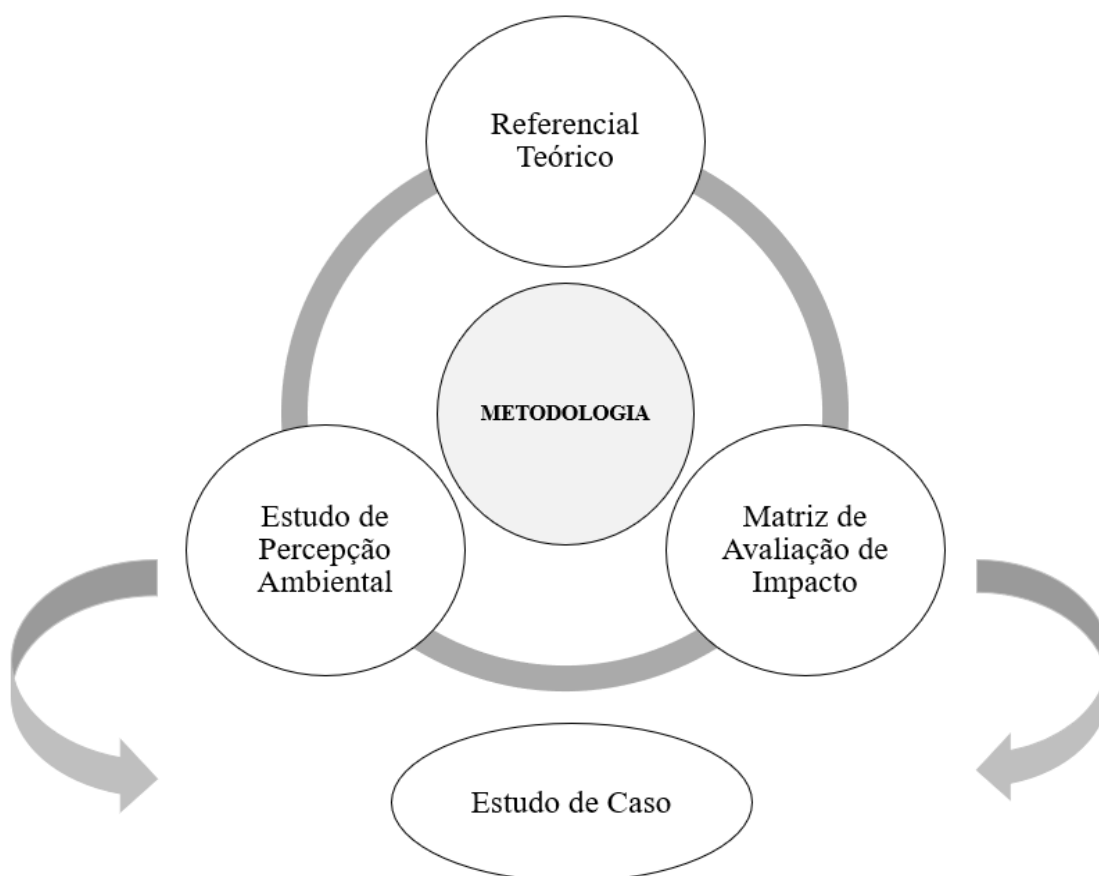 Referencial
Teórico
METODOLOGIA
Estudo de
Percepção
Ambiental
Matriz de
Avaliação de
Impacto
Estudo de Caso